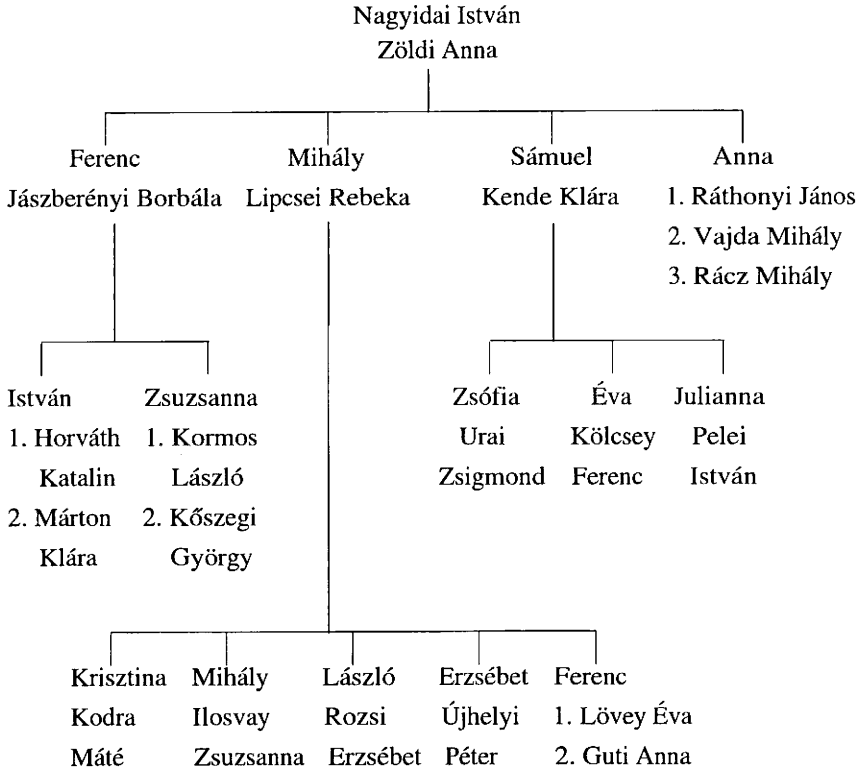 Nagyidai István
Zöldi Anna
Ferenc Mihály Sámuel Anna
Jászberényi Borbála Lipcsei Rebeka Kende Klára 1. Ráthonyi János
2. Vajda Mihály
3. Rácz Mihály
István Zsuzsanna Zsófia Éva Julianna
1. Horváth 1. Kormos Urai Kölcsey Pelei
Katalin László Zsigmond Ferenc István
2. Márton 2. Kőszegi
Klára György
Krisztina Mihály László Erzsébet Ferenc
Kodra Ilosvay Rozsi Újhelyi 1. Lövey Éva
Máté Zsuzsanna Erzsébet Péter 2. Guti Anna